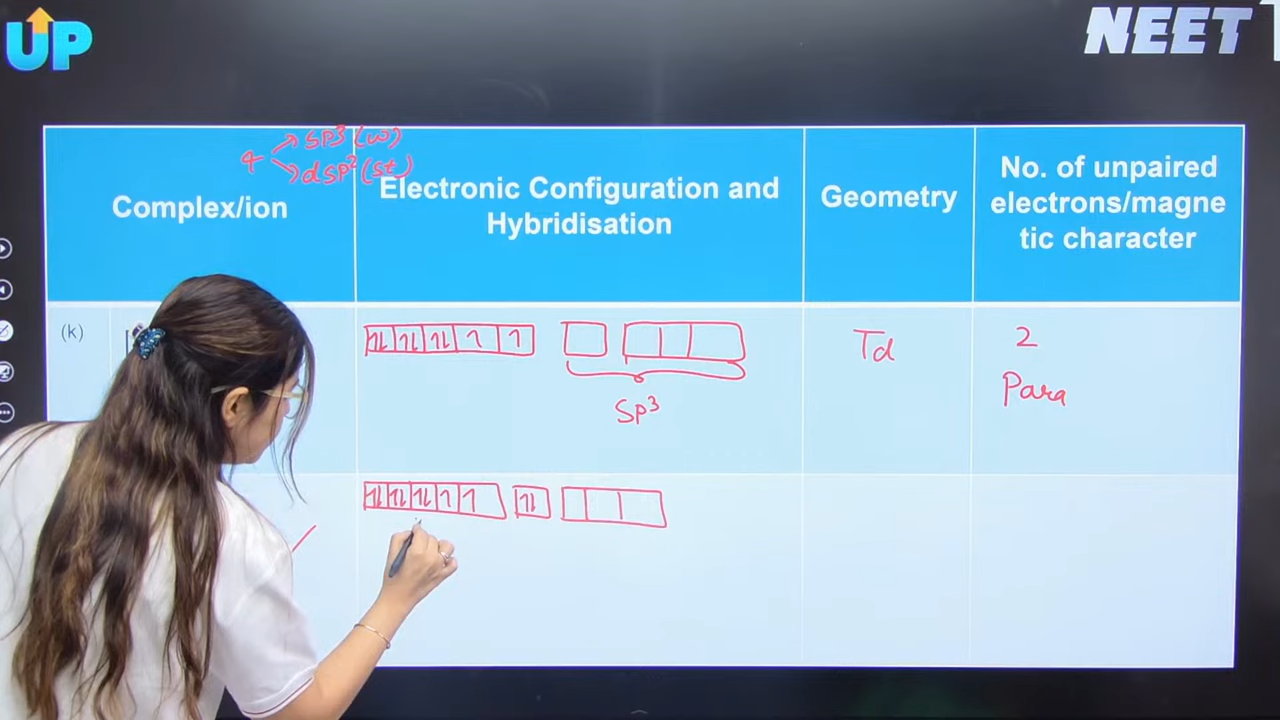 UP
NEET
4 → sp³ (w)
→ dsp² (st)
Complex/ion
Electronic Configuration and
Hybridisation
Geometry
No. of unpaired
electrons/magne
tic character
(k) [
1L 1L 1L 1 1
Td
2
sp³
Para
1L 1L 1L 1 1 1L